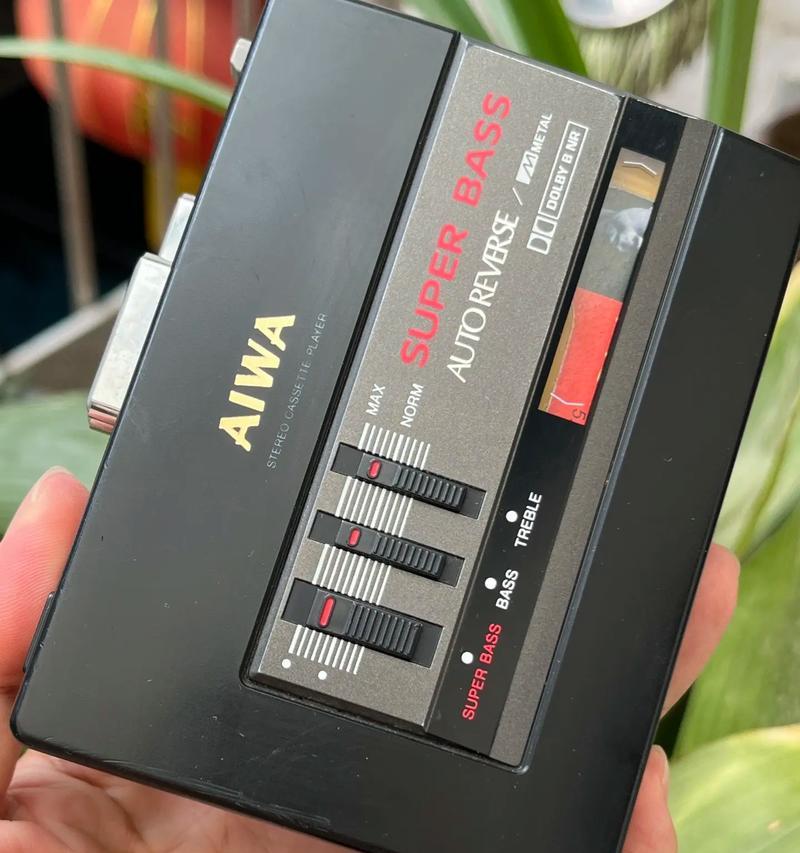 AIWA
STEREO CASSETTE PLAYER
SUPER BASS
AUTO REVERSE / METAL
DOLBY B NR
MAX
NORM
TREBLE
BASS
SUPER BASS
5